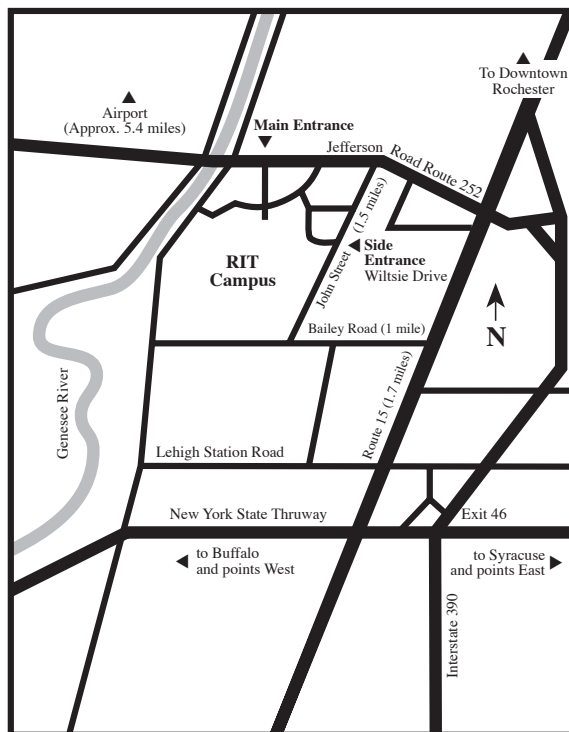 To Downtown
Rochester
Airport
(Approx. 5.4 miles)
Main Entrance
Jefferson Road Route 252
John Street (1.5 miles)
Side
Entrance
Wiltsie Drive
RIT
Campus
N
Bailey Road (1 mile)
Route 15 (1.7 miles)
Genesee River
Lehigh Station Road
New York State Thruway
Exit 46
to Buffalo
and points West
to Syracuse
and points East
Interstate 390